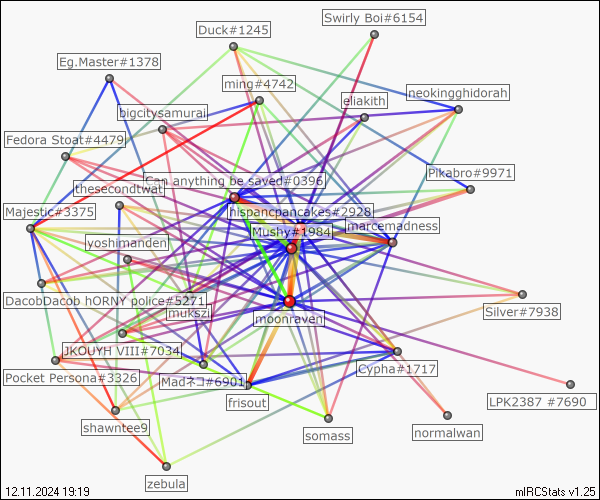 Swirly Boi#6154
Duck#1245
Eg.Master#1378
ming#4742
neokingghidorah
eliakith
bigcitysamurai
Fedora Stoat#4479
Pikabro#9971
Can anything be saved#0396
thesecondtwat
Majestic#3375
hispancpancakes#2928
marcemadness
Mushy#1984
yoshimanden
DacobDacob hORNY police#5271
mukszi
Silver#7938
moonraven
JKOUYH VIII#7034
Cypha#1717
Pocket Persona#3326
Madネコ#6901
frisout
LPK2387 #7690
shawntee9
somass
normalwan
zebula
12.11.2024 19:19
mIRCStats v1.25